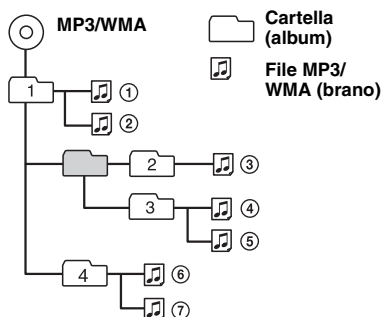 MP3/WMA
Cartella
(album)
File MP3/
WMA (brano)
1
①
②
2
③
3
④
⑤
4
⑥
⑦